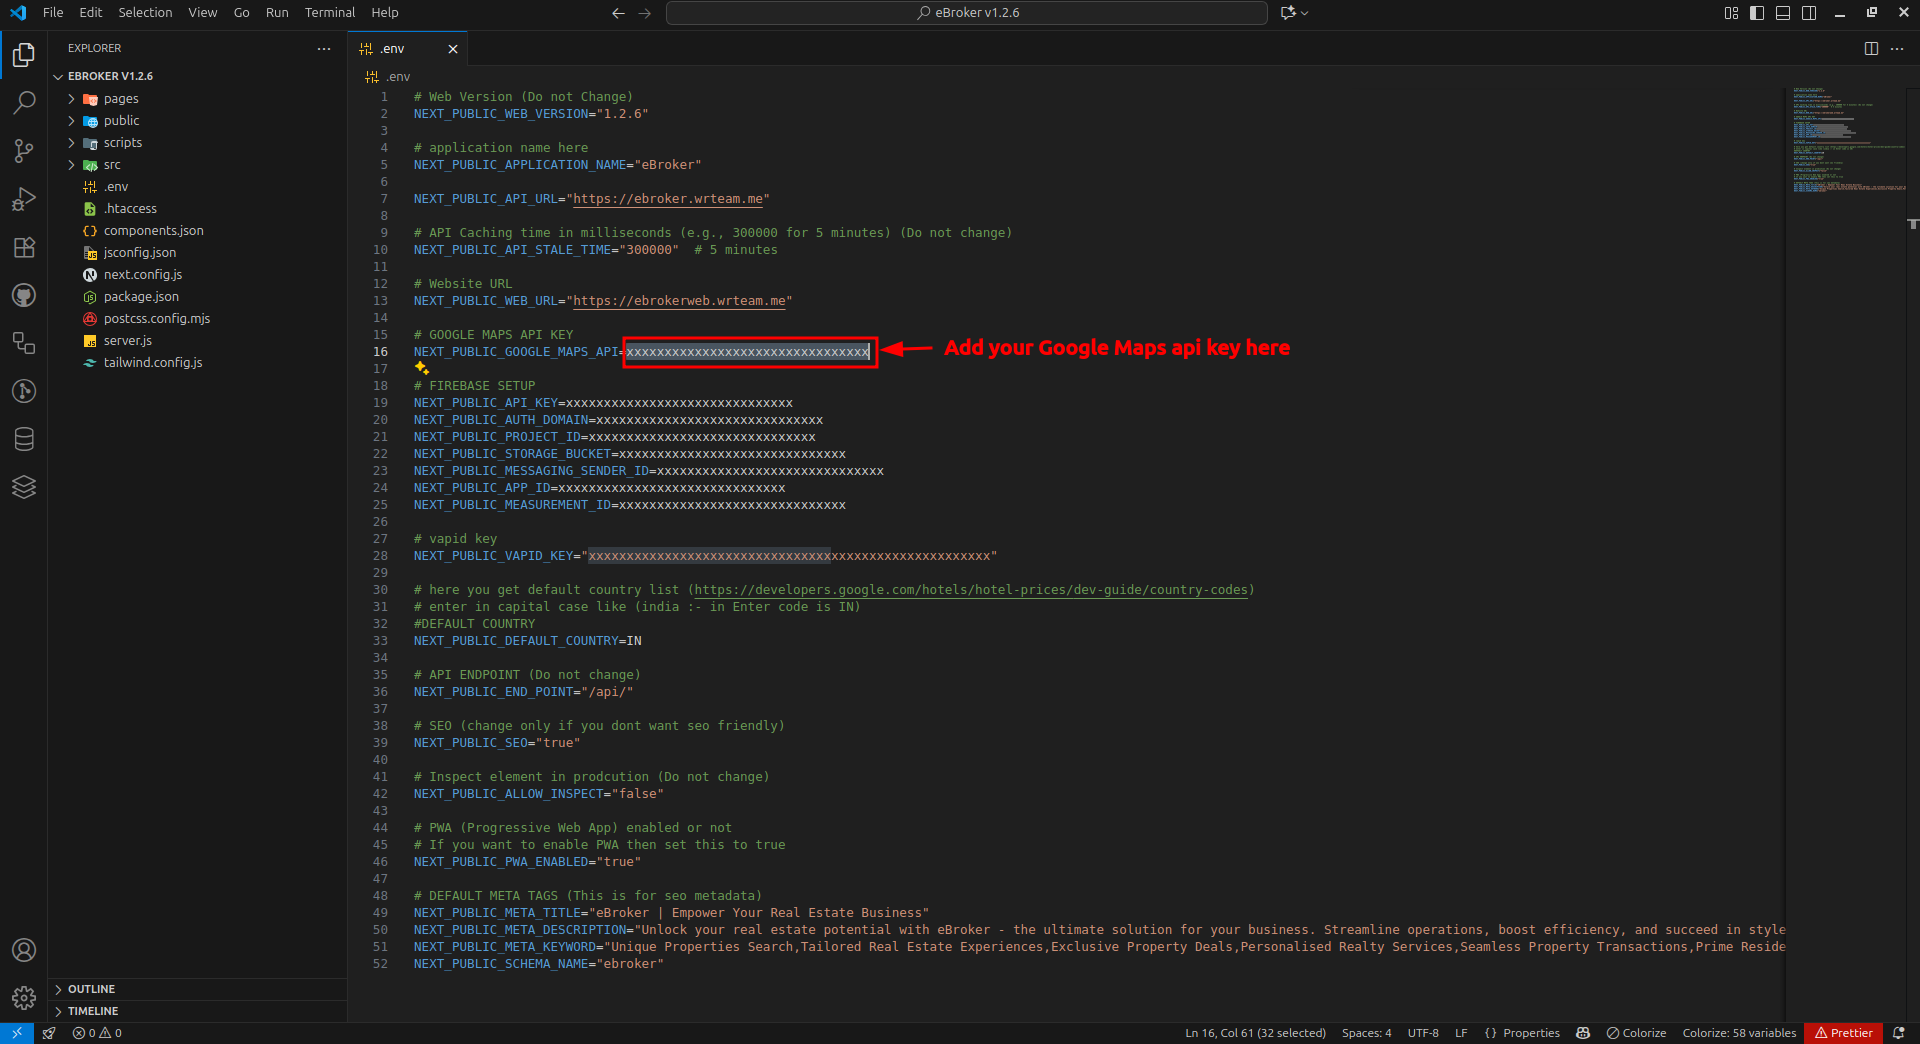 File Edit Selection View Go Run Terminal Help
eBroker v1.2.6
EXPLORER
EBROKER V1.2.6
pages
public
scripts
src
.env
.htaccess
components.json
jsconfig.json
next.config.js
package.json
postcss.config.mjs
server.js
tailwind.config.js
OUTLINE
TIMELINE
.env
.env
1 # Web Version (Do not Change)
2 NEXT_PUBLIC_WEB_VERSION="1.2.6"
3
4 # application name here
5 NEXT_PUBLIC_APPLICATION_NAME="eBroker"
6
7 NEXT_PUBLIC_API_URL="https://ebroker.wrteam.me"
8
9 # API Caching time in milliseconds (e.g., 300000 for 5 minutes) (Do not change)
10 NEXT_PUBLIC_API_STALE_TIME="300000"  # 5 minutes
11
12 # Website URL
13 NEXT_PUBLIC_WEB_URL="https://ebrokerweb.wrteam.me"
14
15 # GOOGLE MAPS API KEY
16 NEXT_PUBLIC_GOOGLE_MAPS_API=xxxxxxxxxxxxxxxxxxxxxxxxxxxxxxxx
Add your Google Maps api key here
17
18 # FIREBASE SETUP
19 NEXT_PUBLIC_API_KEY=xxxxxxxxxxxxxxxxxxxxxxxxxxxxxx
20 NEXT_PUBLIC_AUTH_DOMAIN=xxxxxxxxxxxxxxxxxxxxxxxxxxxxxx
21 NEXT_PUBLIC_PROJECT_ID=xxxxxxxxxxxxxxxxxxxxxxxxxxxxxx
22 NEXT_PUBLIC_STORAGE_BUCKET=xxxxxxxxxxxxxxxxxxxxxxxxxxxxxx
23 NEXT_PUBLIC_MESSAGING_SENDER_ID=xxxxxxxxxxxxxxxxxxxxxxxxxxxxxx
24 NEXT_PUBLIC_APP_ID=xxxxxxxxxxxxxxxxxxxxxxxxxxxxxx
25 NEXT_PUBLIC_MEASUREMENT_ID=xxxxxxxxxxxxxxxxxxxxxxxxxxxxxx
26
27 # vapid key
28 NEXT_PUBLIC_VAPID_KEY="xxxxxxxxxxxxxxxxxxxxxxxxxxxxxxxxxxxxxxxxxxxxxxxxxxxxx"
29
30 # here you get default country list (https://developers.google.com/hotels/hotel-prices/dev-guide/country-codes)
31 # enter in capital case like (india :- in Enter code is IN)
32 #DEFAULT COUNTRY
33 NEXT_PUBLIC_DEFAULT_COUNTRY=IN
34
35 # API ENDPOINT (Do not change)
36 NEXT_PUBLIC_END_POINT="/api/"
37
38 # SEO (change only if you dont want seo friendly)
39 NEXT_PUBLIC_SEO="true"
40
41 # Inspect element in prodcution (Do not change)
42 NEXT_PUBLIC_ALLOW_INSPECT="false"
43
44 # PWA (Progressive Web App) enabled or not
45 # If you want to enable PWA then set this to true
46 NEXT_PUBLIC_PWA_ENABLED="true"
47
48 # DEFAULT META TAGS (This is for seo metadata)
49 NEXT_PUBLIC_META_TITLE="eBroker | Empower Your Real Estate Business"
50 NEXT_PUBLIC_META_DESCRIPTION="Unlock your real estate potential with eBroker - the ultimate solution for your business. Streamline operations, boost efficiency, and succeed in style
51 NEXT_PUBLIC_META_KEYWORD="Unique Properties Search,Tailored Real Estate Experiences,Exclusive Property Deals,Personalised Realty Services,Seamless Property Transactions,Prime Reside
52 NEXT_PUBLIC_SCHEMA_NAME="ebroker"
0 0
Ln 16, Col 61 (32 selected) Spaces: 4 UTF-8 LF {} Properties Colorize Colorize: 58 variables Prettier